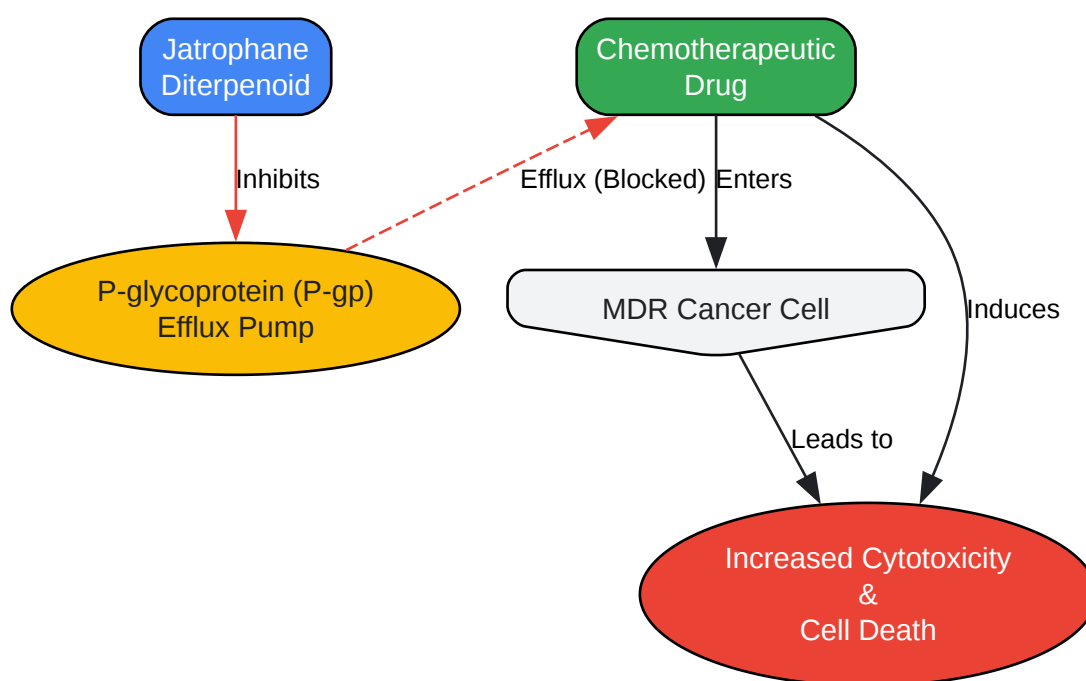 Jatrophane
Diterpenoid
Chemotherapeutic
Drug
Inhibits
Efflux (Blocked)
Enters
P-glycoprotein (P-gp)
Efflux Pump
MDR Cancer Cell
Induces
Leads to
Increased Cytotoxicity
&
Cell Death